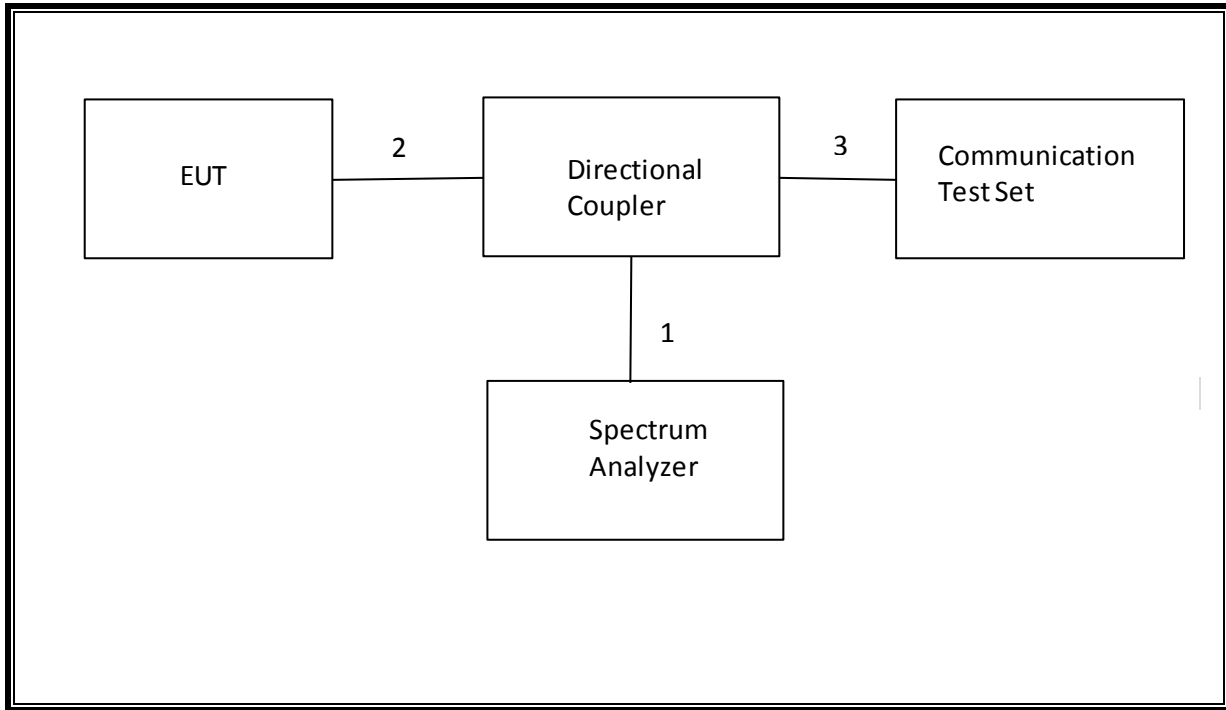 EUT
2
Directional
Coupler
3
Communication
Test Set
1
Spectrum
Analyzer